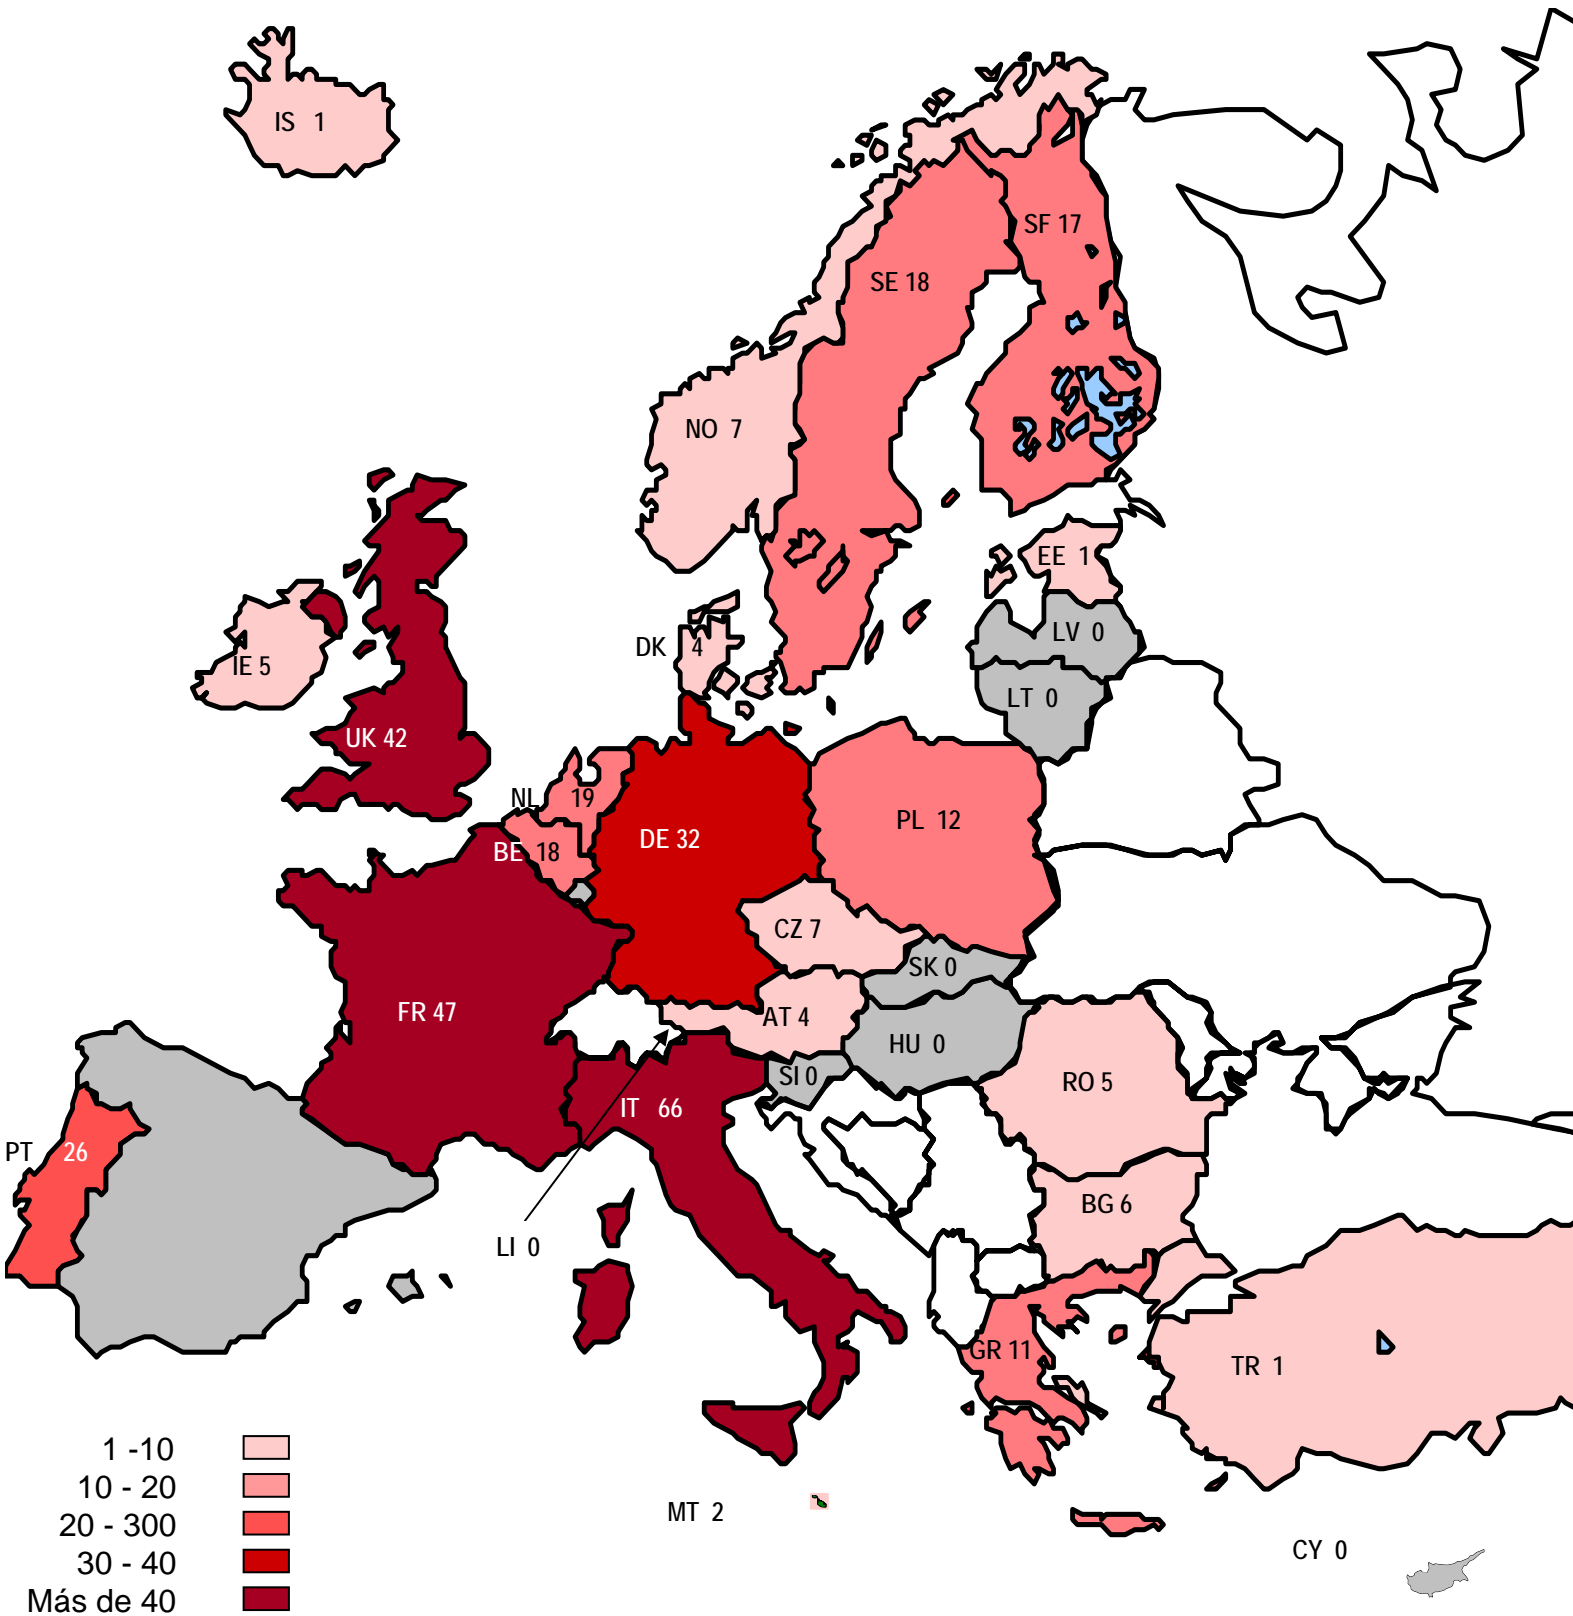 IS 1
SF 17
SE 18
NO 7
EE 1
LV 0
DK 4
IE 5
LT 0
UK 42
NL 19
PL 12
DE 32
BE 18
CZ 7
SK 0
FR 47
AT 4
HU 0
SI 0
RO 5
IT 66
PT 26
BG 6
LI 0
GR 11
TR 1
1 -10
10 - 20
20 - 300
MT 2
CY 0
30 - 40
Más de 40